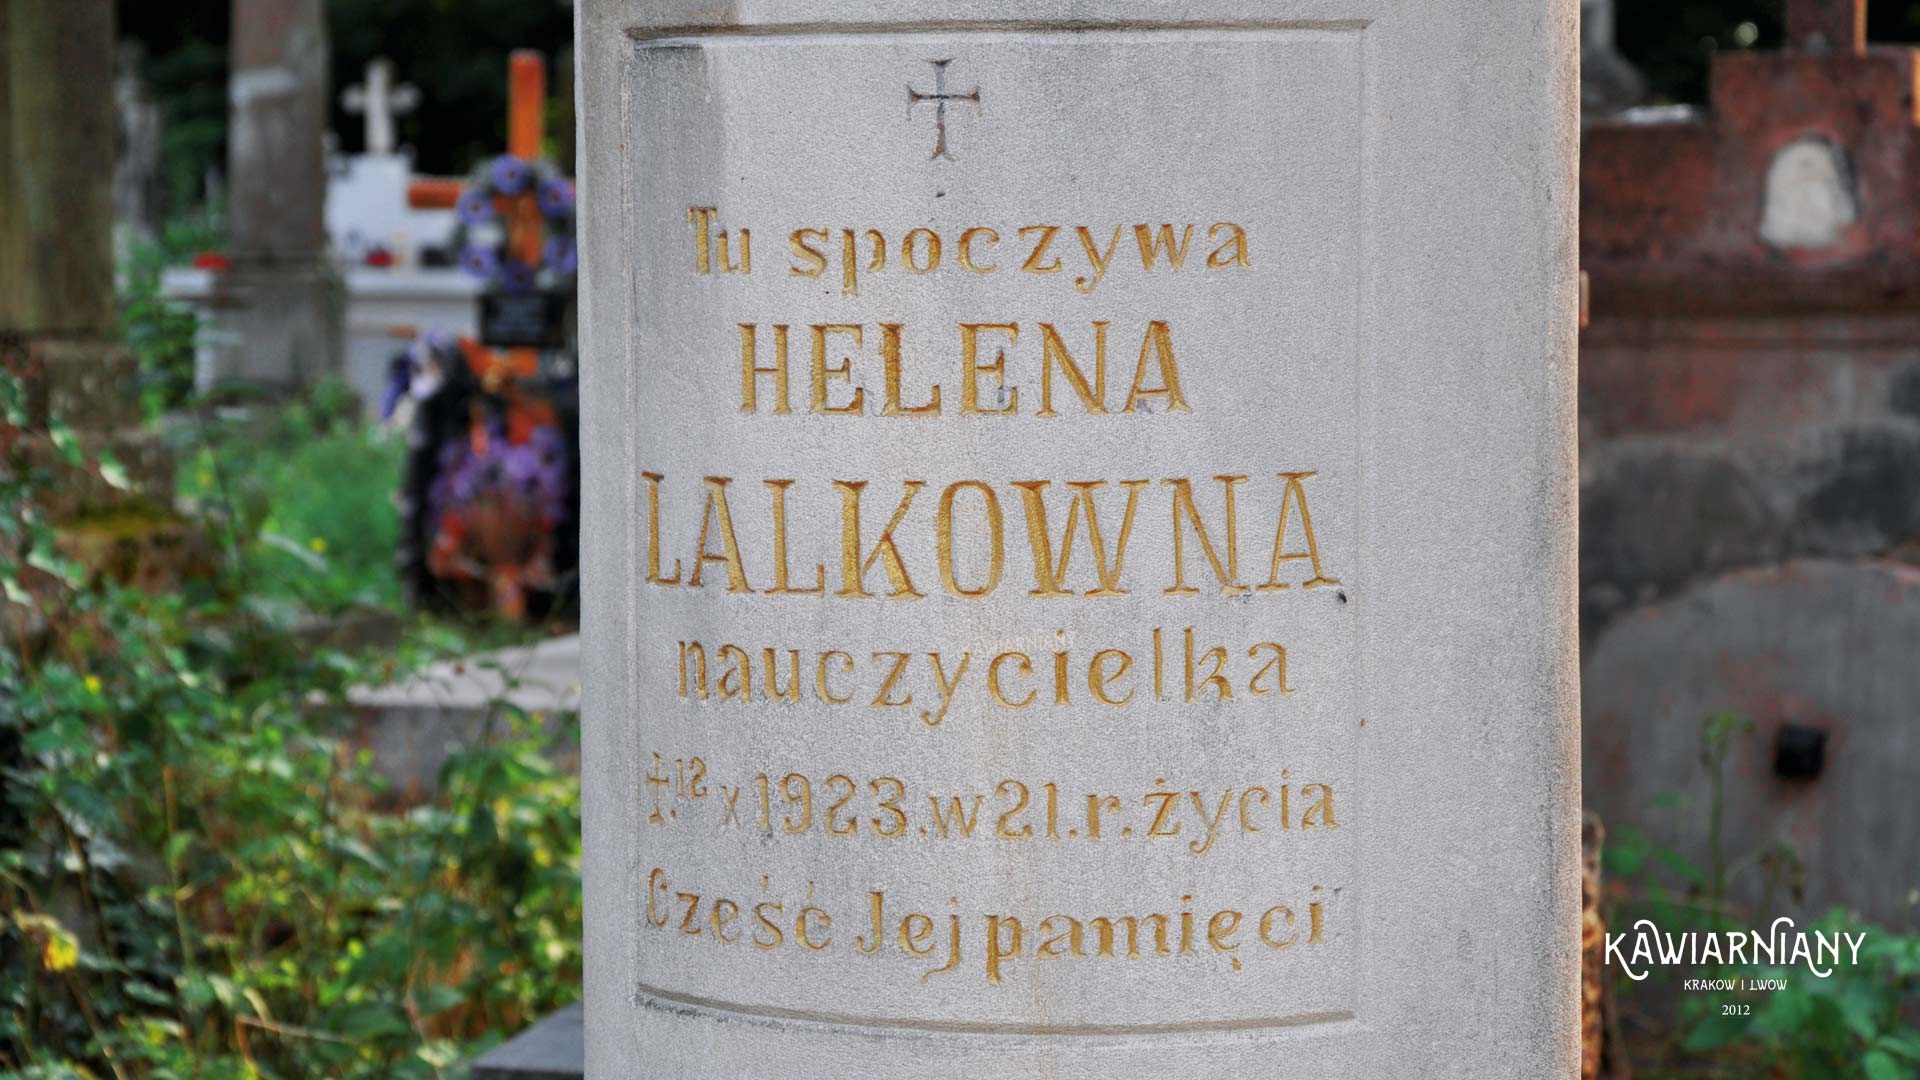 Tu spoczywa
HELENA
LALKOWNA
nauczycielka
†.12 X 1923.w 21.r.życia
Cześć Jej pamięci
KAWIARNIANY
KRAKOW I LWOW
2012